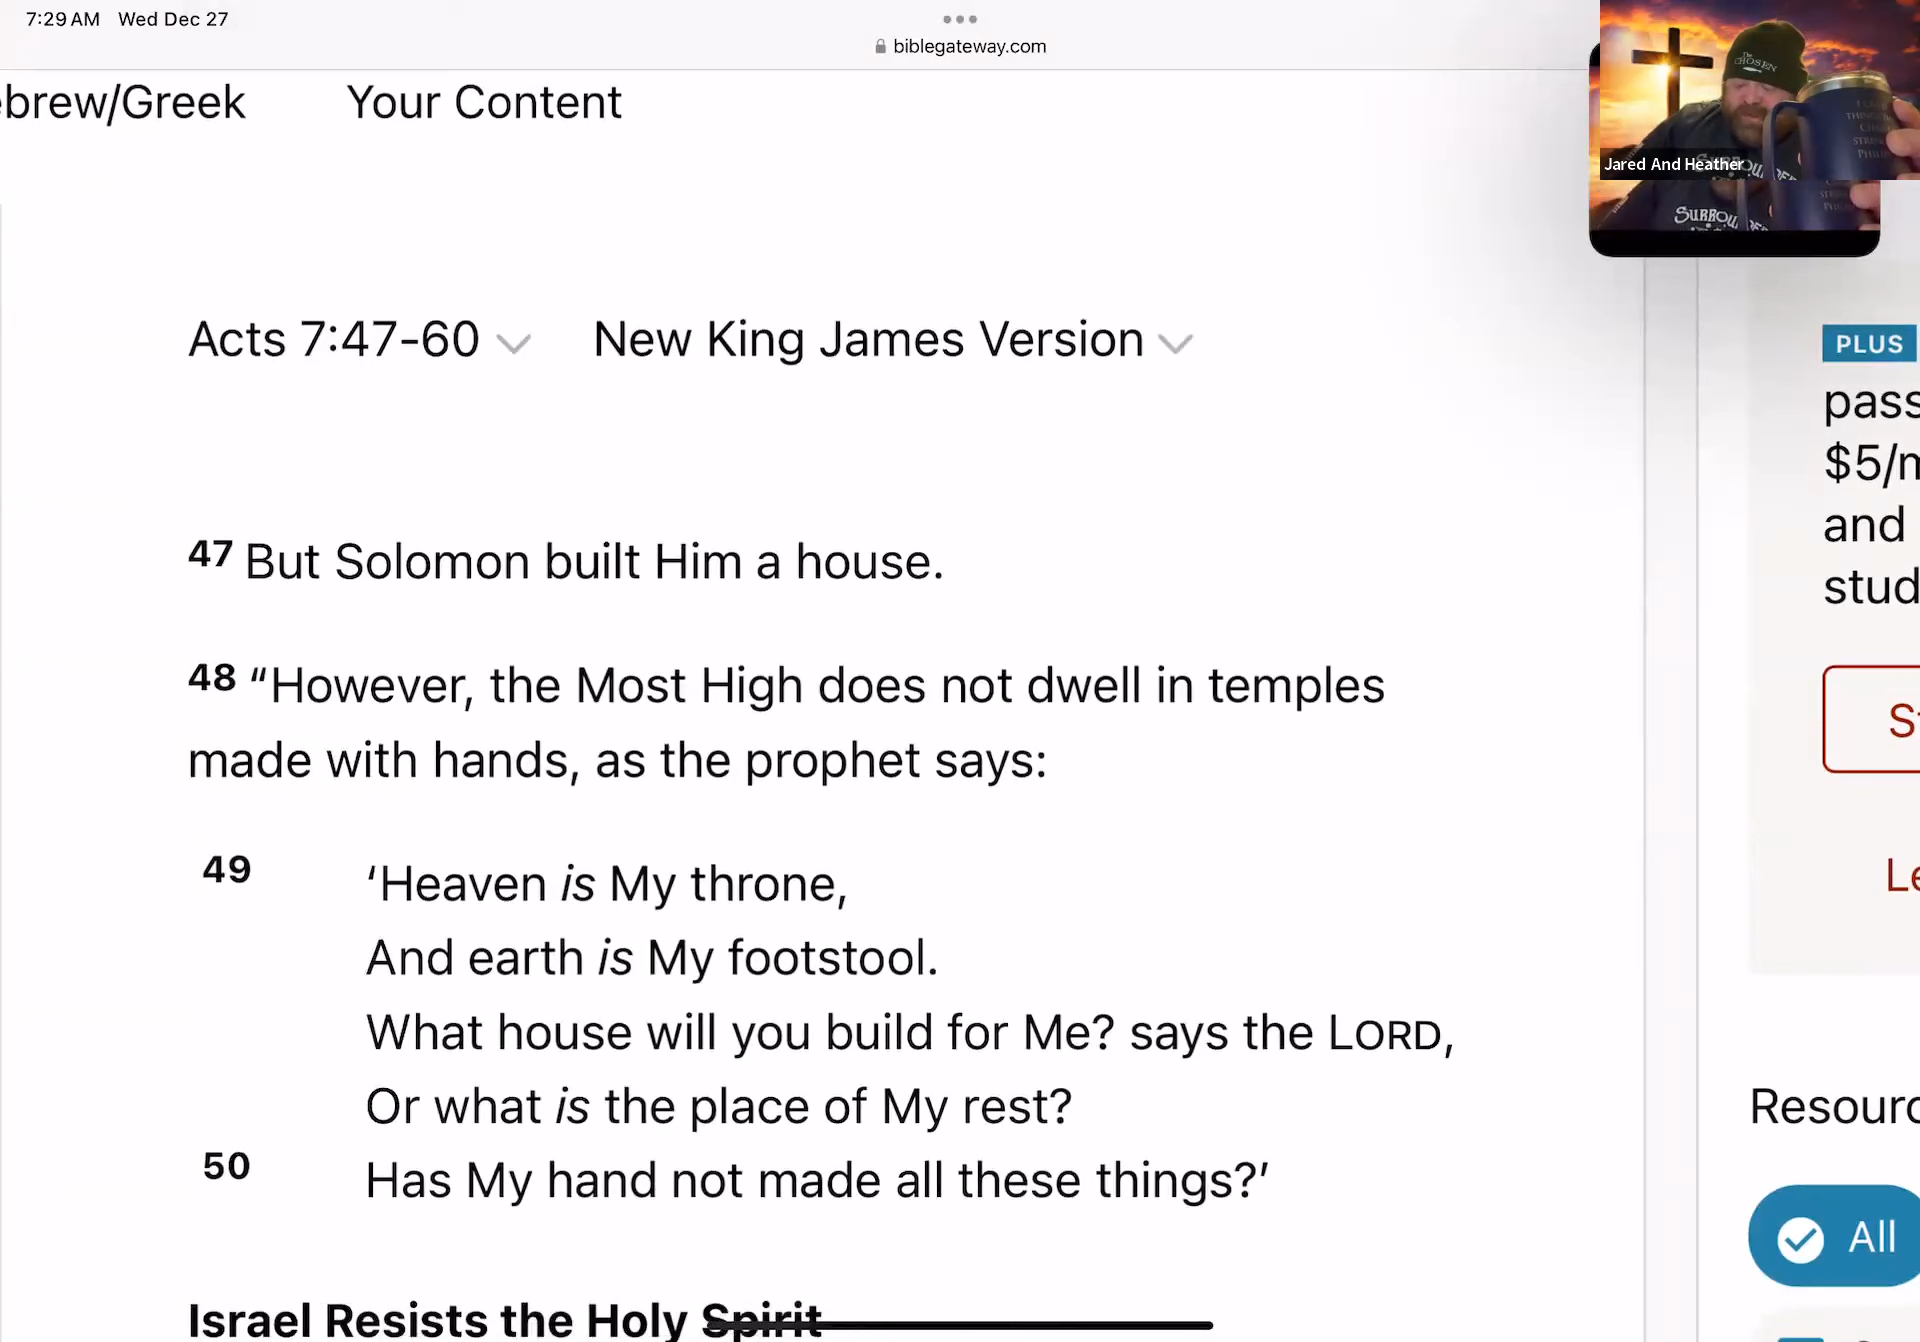 7:29 AM Wed Dec 27
biblegateway.com
brew/Greek Your Content
The
CHOSEN
Jared And Heather
Acts 7:47-60 New King James Version
PLUS
pass
$5/m
and
stud
47 But Solomon built Him a house.
48 “However, the Most High does not dwell in temples
made with hands, as the prophet says:
49 ‘Heaven is My throne,
And earth is My footstool.
What house will you build for Me? says the LORD,
Or what is the place of My rest?
50 Has My hand not made all these things?’
Resourc
All
Israel Resists the Holy Spirit